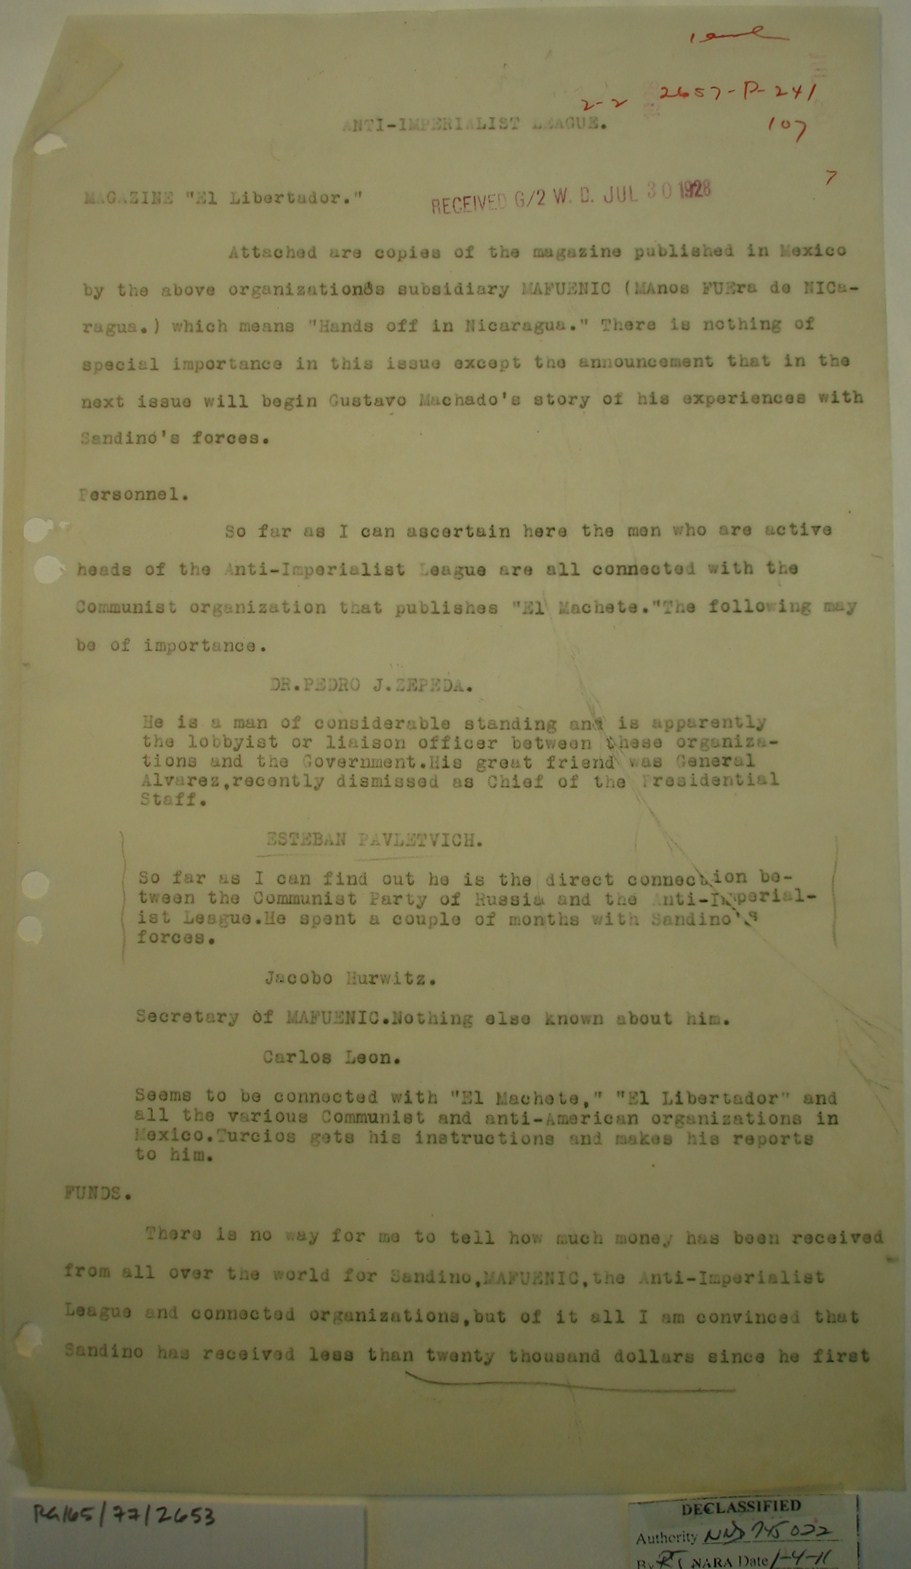 2-2 2657-P-241
ANTI-IMPERIALIST LEAGUE.
107
7
MAGAZINE "El Libertador."
RECEIVED G/2 W. D. JUL 30 1928
Attached are copies of the magazine published in Mexico
by the above organizationðs subsidiary MAFUENIC (MAnos FUEra de NICa-
ragua.) which means "Hands off in Nicaragua." There is nothing of
special importance in this issue except the announcement that in the
next issue will begin Gustavo Machado's story of his experiences with
Sandino's forces.
Personnel.
So far as I can ascertain here the men who are active
heads of the Anti-Imperialist League are all connected with the
Communist organization that publishes "El Machete."The following may
be of importance.
DR.PEDRO J.ZEPEDA.
He is a man of considerable standing and is apparently
the lobbyist or liaison officer between these organiza-
tions and the Government.His great friend was General
Alvarez,recently dismissed as Chief of the Presidential
Staff.
ESTEBAN PAVLETVICH.
So far as I can find out he is the direct connection be-
tween the Communist Party of Russia and the Anti-Imperial-
ist League.He spent a couple of months with Sandino's
forces.
Jacobo Hurwitz.
Secretary of MAFUENIC.Nothing else known about him.
Carlos Leon.
Seems to be connected with "El Machete," "El Libertador" and
all the various Communist and anti-American organizations in
Mexico.Turcios gets his instructions and makes his reports
to him.
FUNDS.
There is no way for me to tell how much money has been received
from all over the world for Sandino,MAFUENIC,the Anti-Imperialist
League and connected organizations,but of it all I am convinced that
Sandino has received less than twenty thousand dollars since he first
RG165/77/2653
DECLASSIFIED
Authority NND 745022
By RT NARA Date 1-4-11